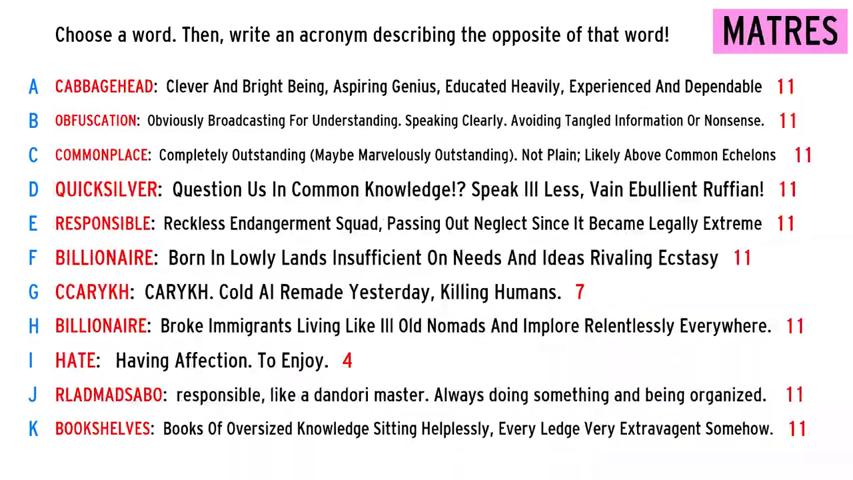 Choose a word. Then, write an acronym describing the opposite of that word!
MATRES
A CABBAGEHEAD: Clever And Bright Being, Aspiring Genius, Educated Heavily, Experienced And Dependable 11
B OBFUSCATION: Obviously Broadcasting For Understanding. Speaking Clearly. Avoiding Tangled Information Or Nonsense. 11
C COMMONPLACE: Completely Outstanding (Maybe Marvelously Outstanding). Not Plain; Likely Above Common Echelons 11
D QUICKSILVER: Question Us In Common Knowledge!? Speak Ill Less, Vain Ebullient Ruffian! 11
E RESPONSIBLE: Reckless Endangerment Squad, Passing Out Neglect Since It Became Legally Extreme 11
F BILLIONAIRE: Born In Lowly Lands Insufficient On Needs And Ideas Rivaling Ecstasy 11
G CCARYKH: CARYKH. Cold AI Remade Yesterday, Killing Humans. 7
H BILLIONAIRE: Broke Immigrants Living Like Ill Old Nomads And Implore Relentlessly Everywhere. 11
I HATE: Having Affection. To Enjoy. 4
J RLADMADSABO: responsible, like a dandori master. Always doing something and being organized. 11
K BOOKSHELVES: Books Of Oversized Knowledge Sitting Helplessly, Every Ledge Very Extravagent Somehow. 11